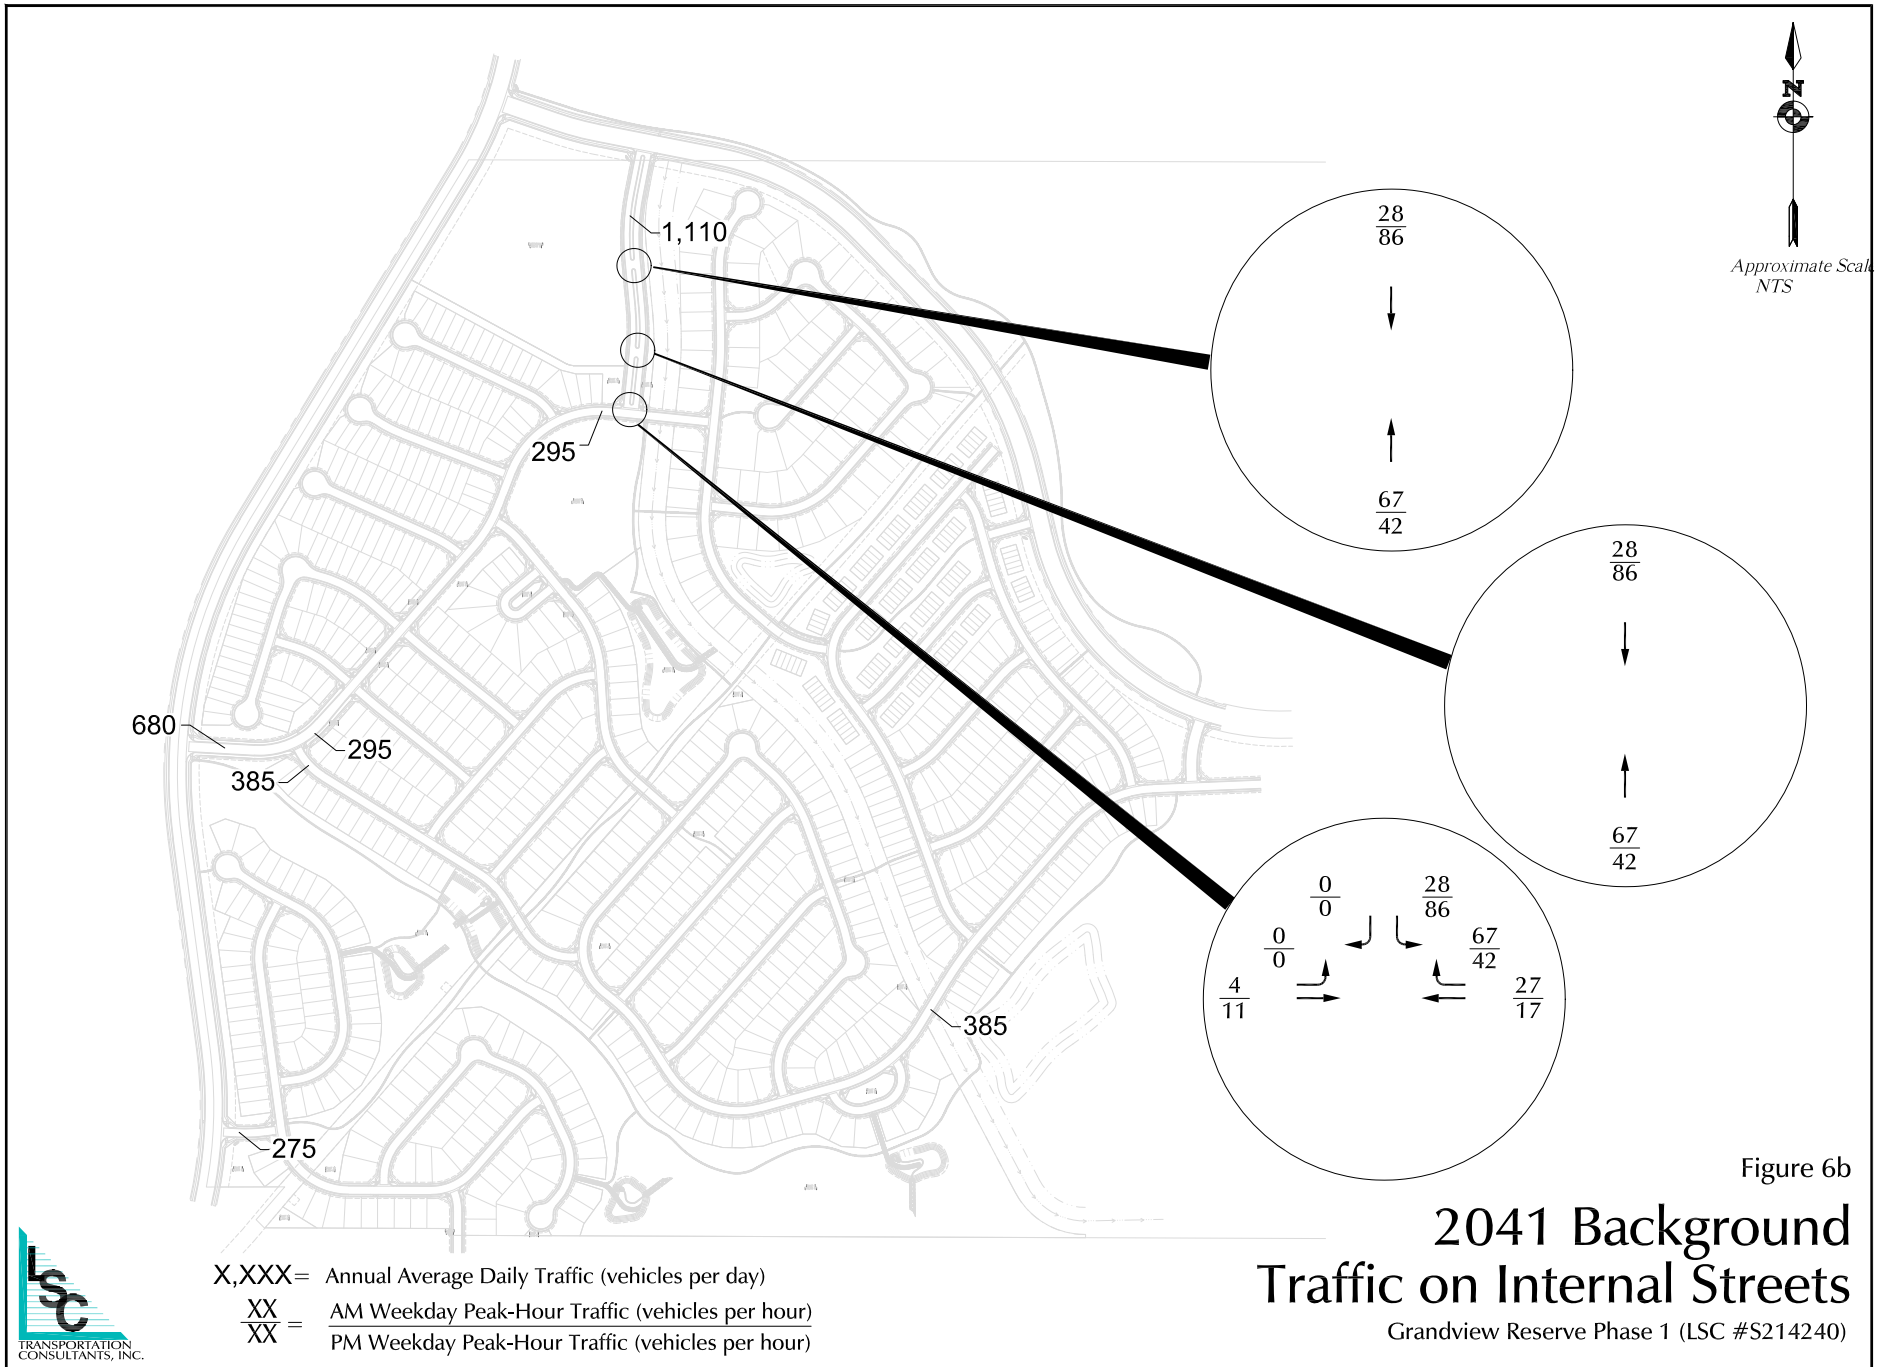 N
Approximate Scal
NTS
1,110
28
86
67
42
295
28
86
67
42
680
295
385
0
0
28
86
0
0
67
42
4
11
27
17
385
275
Figure 6b
2041 Background
Traffic on Internal Streets
Grandview Reserve Phase 1 (LSC #S214240)
X,XXX= Annual Average Daily Traffic (vehicles per day)
XX
XX
=
AM Weekday Peak-Hour Traffic (vehicles per hour)
PM Weekday Peak-Hour Traffic (vehicles per hour)
LSC
TRANSPORTATION
CONSULTANTS, INC.